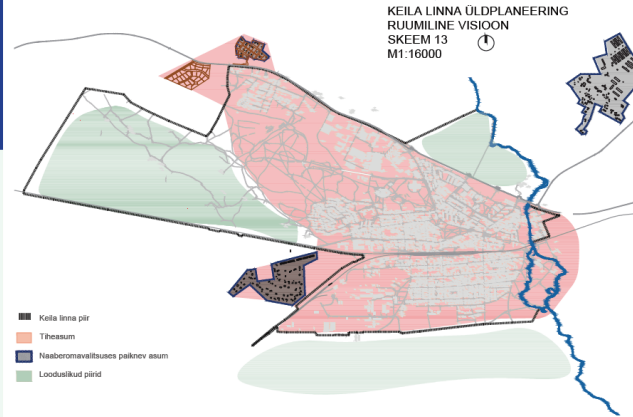 KEILA LINNA ÜLDPLANEERING
RUUMILINE VISIOON
SKEEM 13
M1:16000
Keila linna piir
Tiheasum
Naaberomavalitsuses paiknev asum
Looduslikud piirid